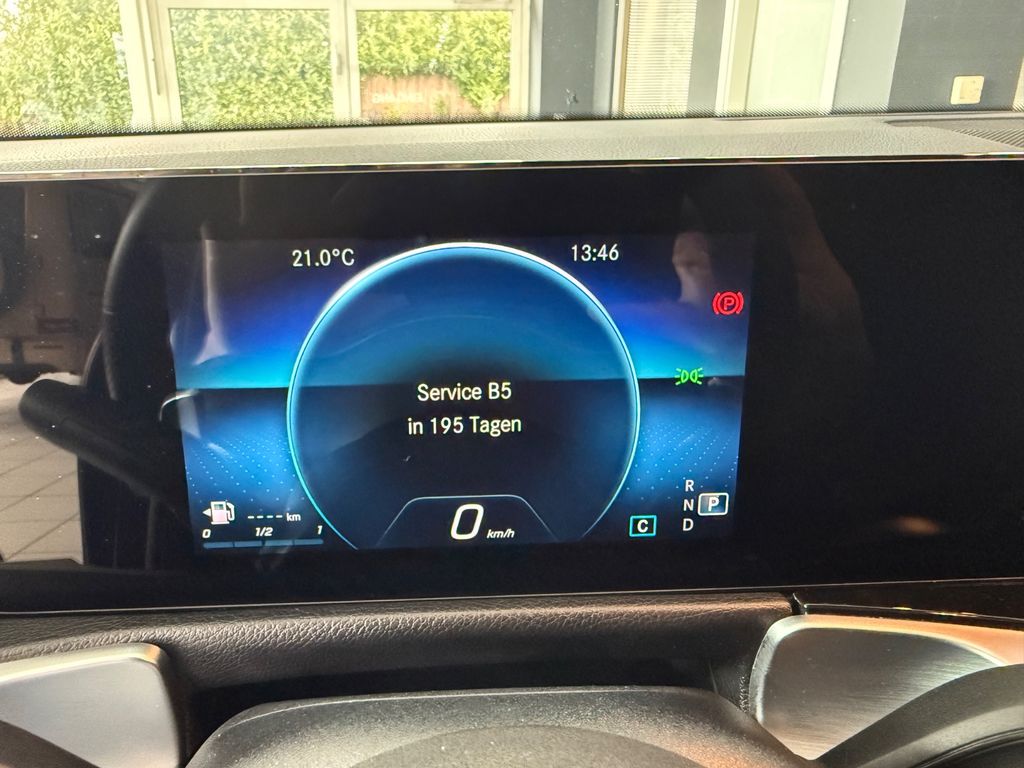 21.0°C
13:46
P
Service B5
in 195 Tagen
R
N P
D
---- km
0 1/2 1
0 km/h
C